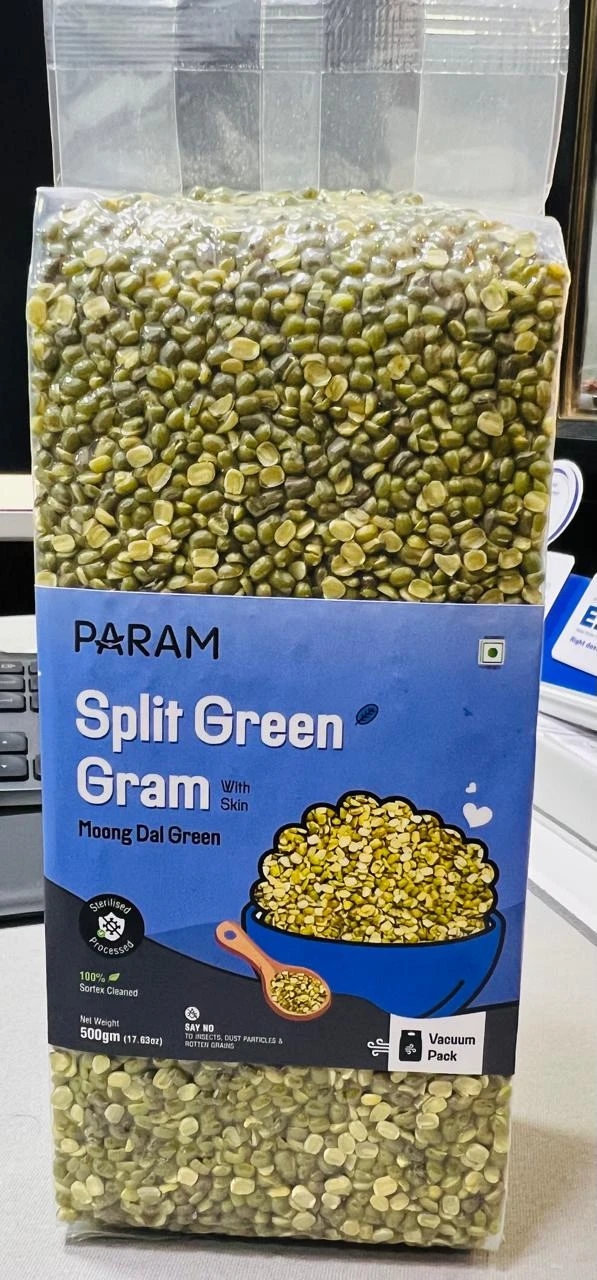 PARAM
Split Green
Gram With
Skin
Moong Dal Green
Sterilised
Processed
100%
Sortex Cleaned
Net Weight
500gm (17.63oz)
SAY NO
TO INSECTS, DUST PARTICLES &
ROTTEN GRAINS
Vacuum
Pack